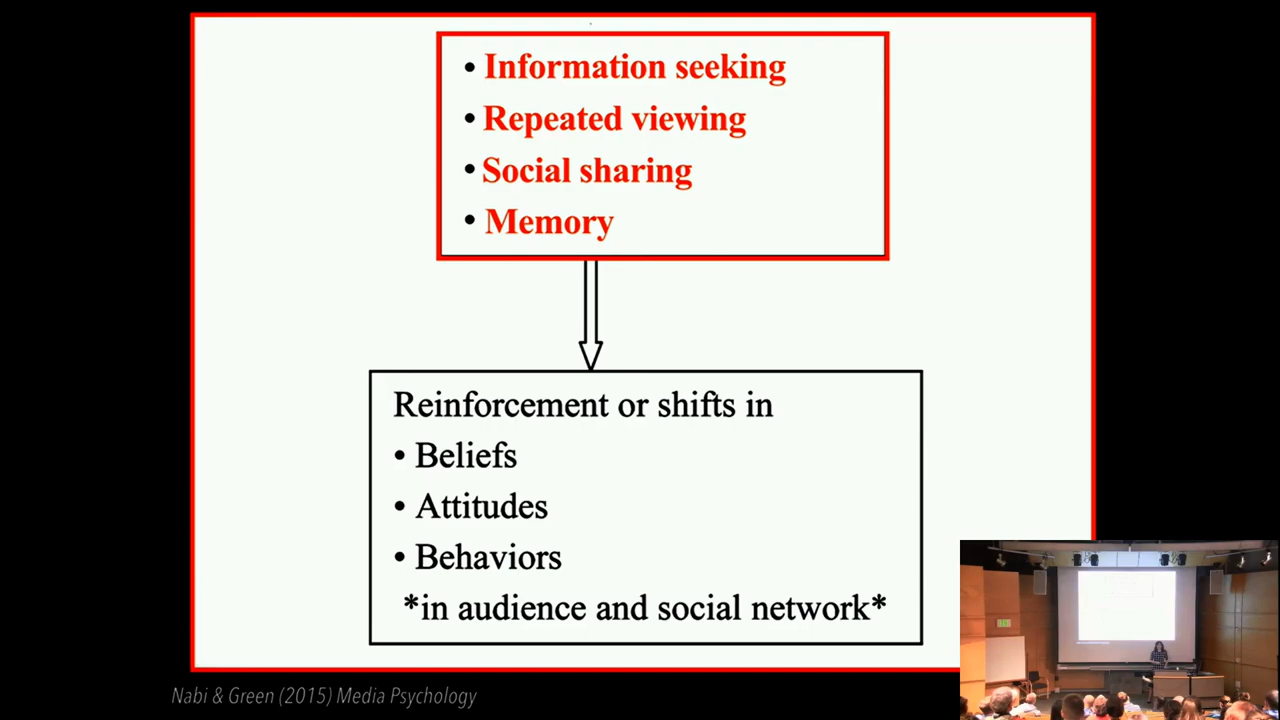 • Information seeking
• Repeated viewing
• Social sharing
• Memory
Reinforcement or shifts in
• Beliefs
• Attitudes
• Behaviors
*in audience and social network*
Nabi & Green (2015) Media Psychology